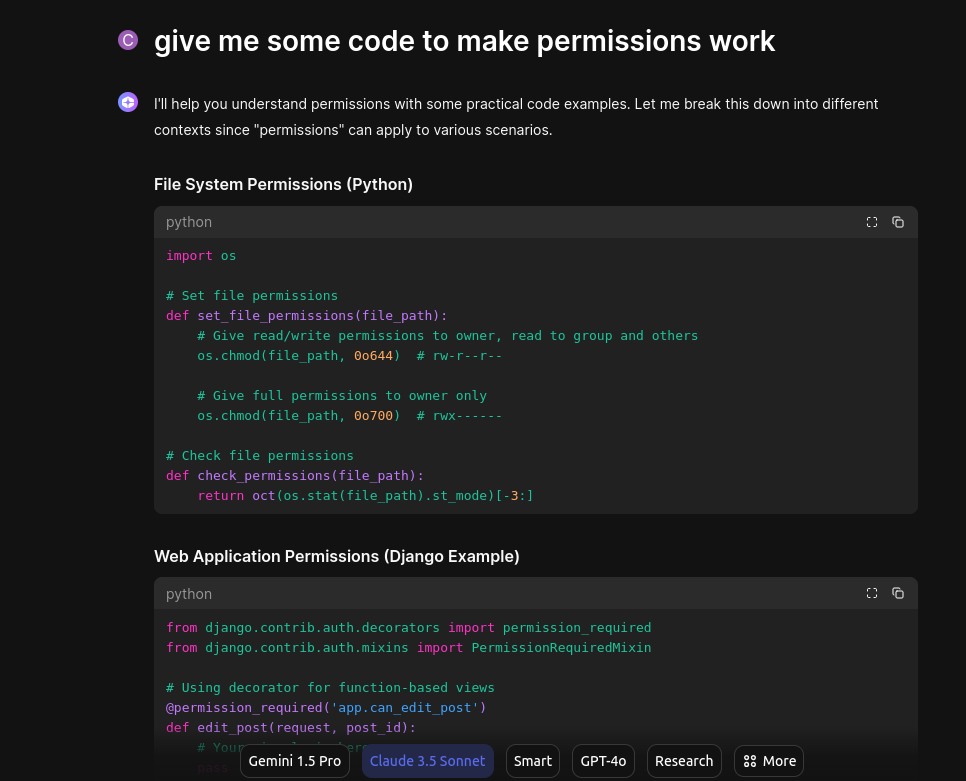 C
give me some code to make permissions work
I'll help you understand permissions with some practical code examples. Let me break this down into different
contexts since "permissions" can apply to various scenarios.
File System Permissions (Python)
python
import os
# Set file permissions
def set_file_permissions(file_path):
    # Give read/write permissions to owner, read to group and others
    os.chmod(file_path, 0o644)  # rw-r--r--
    # Give full permissions to owner only
    os.chmod(file_path, 0o700)  # rwx------
# Check file permissions
def check_permissions(file_path):
    return oct(os.stat(file_path).st_mode)[-3:]
Web Application Permissions (Django Example)
python
from django.contrib.auth.decorators import permission_required
from django.contrib.auth.mixins import PermissionRequiredMixin
# Using decorator for function-based views
@permission_required('app.can_edit_post')
def edit_post(request, post_id):
    # Your
    pass
Gemini 1.5 Pro Claude 3.5 Sonnet Smart GPT-4o Research More